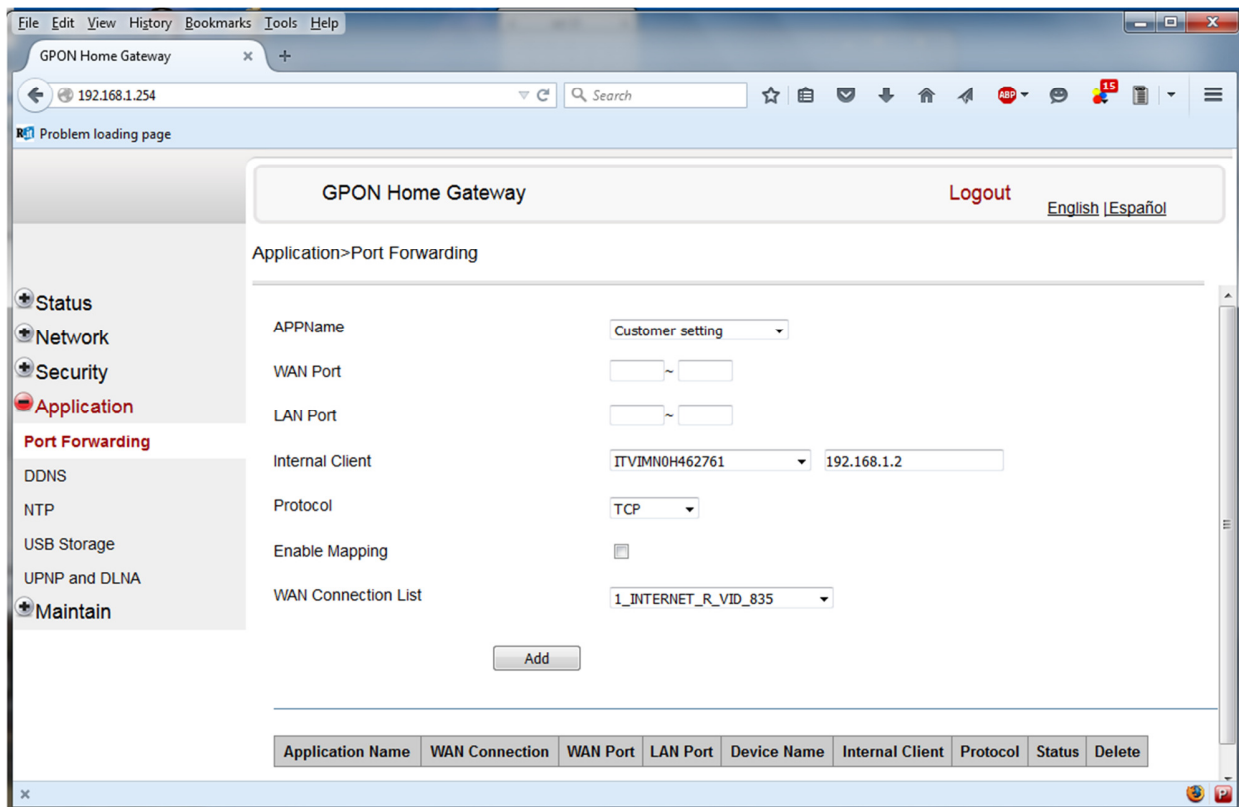 File Edit View History Bookmarks Tools Help
GPON Home Gateway
192.168.1.254
Search
ABP
15
Problem loading page
GPON Home Gateway
Logout
English |Español
Application>Port Forwarding
Status
Network
Security
Application
Port Forwarding
DDNS
NTP
USB Storage
UPNP and DLNA
Maintain
APPName
Customer setting
WAN Port
~
LAN Port
~
Internal Client
ITVIMN0H462761
192.168.1.2
Protocol
TCP
Enable Mapping
WAN Connection List
1_INTERNET_R_VID_835
Add
Application Name WAN Connection WAN Port LAN Port Device Name Internal Client Protocol Status Delete